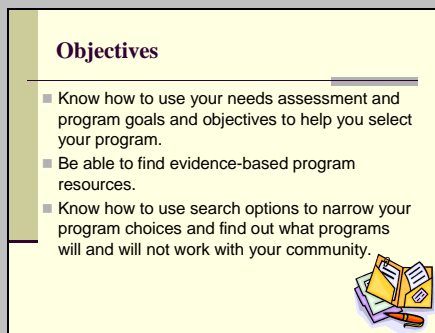 Objectives
Know how to use your needs assessment and
program goals and objectives to help you select
your program.
Be able to find evidence-based program
resources.
Know how to use search options to narrow your
program choices and find out what programs
will and will not work with your community.